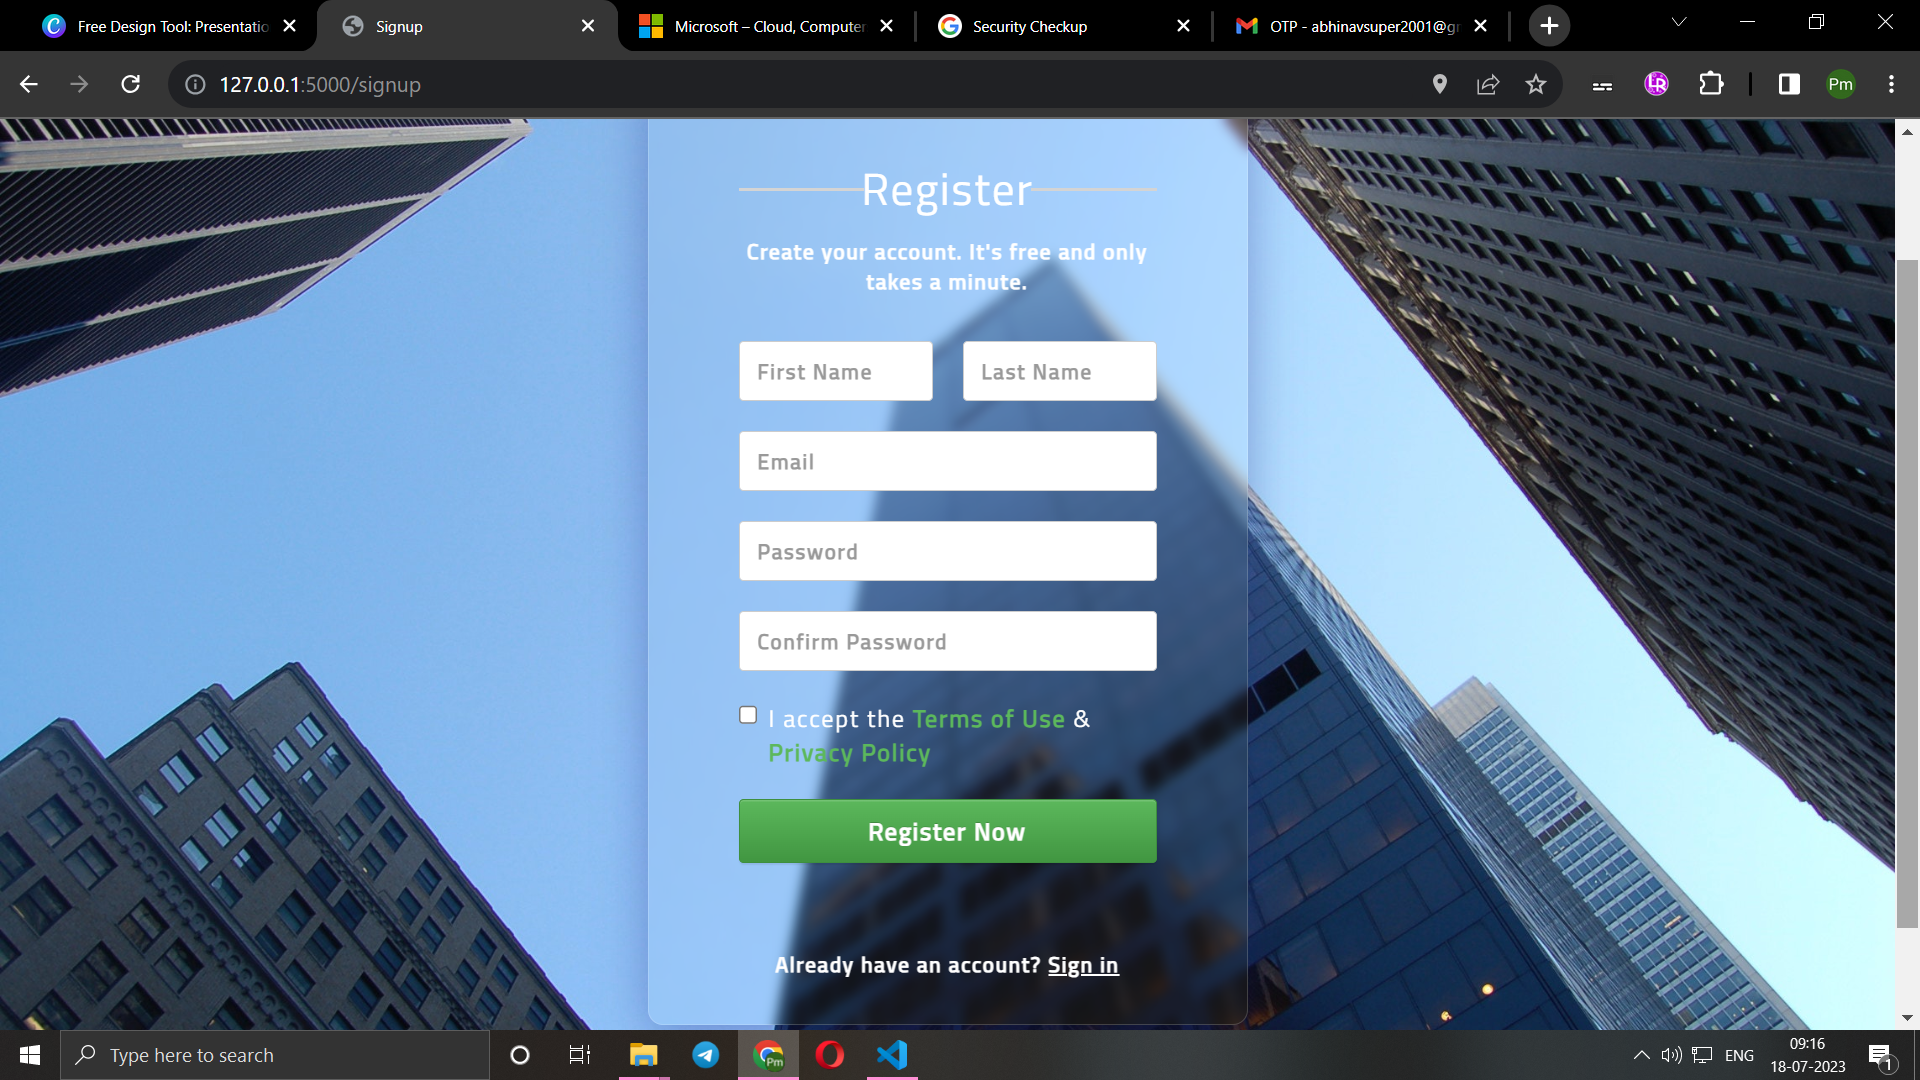 Free Design Tool: Presentatio
Signup
Microsoft – Cloud, Computer
Security Checkup
OTP - abhinavsuper2001@gr
127.0.0.1:5000/signup
Pm
Register
Create your account. It's free and only
takes a minute.
First Name
Last Name
Email
Password
Confirm Password
I accept the Terms of Use &
Privacy Policy
Register Now
Already have an account? Sign in
Type here to search
Pm
ENG
09:16
18-07-2023
1